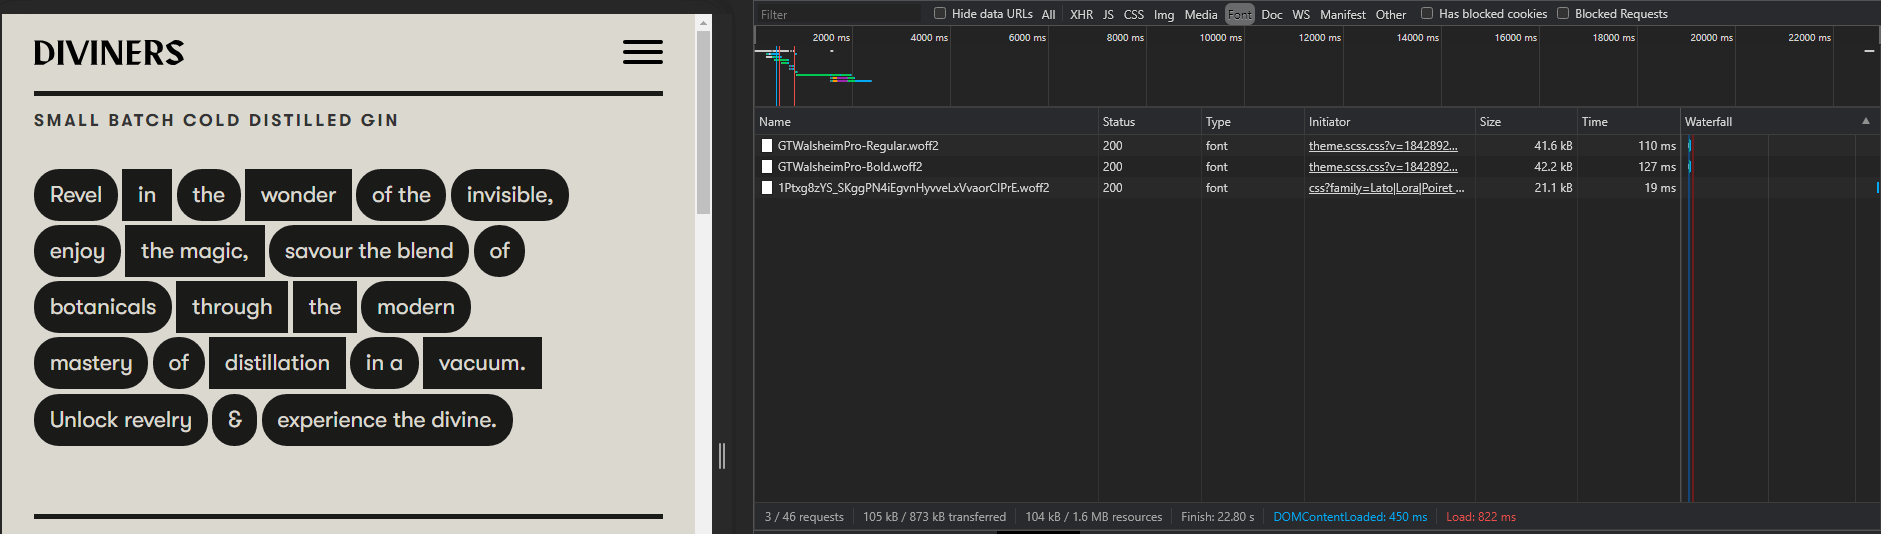 DIVINERS
SMALL BATCH COLD DISTILLED GIN
Revel in the wonder of the invisible,
enjoy the magic, savour the blend of
botanicals through the modern
mastery of distillation in a vacuum.
Unlock revelry & experience the divine.
Filter Hide data URLs All XHR JS CSS Img Media Font Doc WS Manifest Other Has blocked cookies Blocked Requests
2000 ms 4000 ms 6000 ms 8000 ms 10000 ms 12000 ms 14000 ms 16000 ms 18000 ms 20000 ms 22000 ms
Name Status Type Initiator Size Time Waterfall
GTWalsheimPro-Regular.woff2 200 font theme.scss.css?v=1842892... 41.6 kB 110 ms
GTWalsheimPro-Bold.woff2 200 font theme.scss.css?v=1842892... 42.2 kB 127 ms
1Ptxg8zYS_SKggPN4iEgvnHyvveLxVvaorCIPrE.woff2 200 font css?family=Lato|Lora|Poiret ... 21.1 kB 19 ms
3 / 46 requests 105 kB / 873 kB transferred 104 kB / 1.6 MB resources Finish: 22.80 s DOMContentLoaded: 450 ms Load: 822 ms